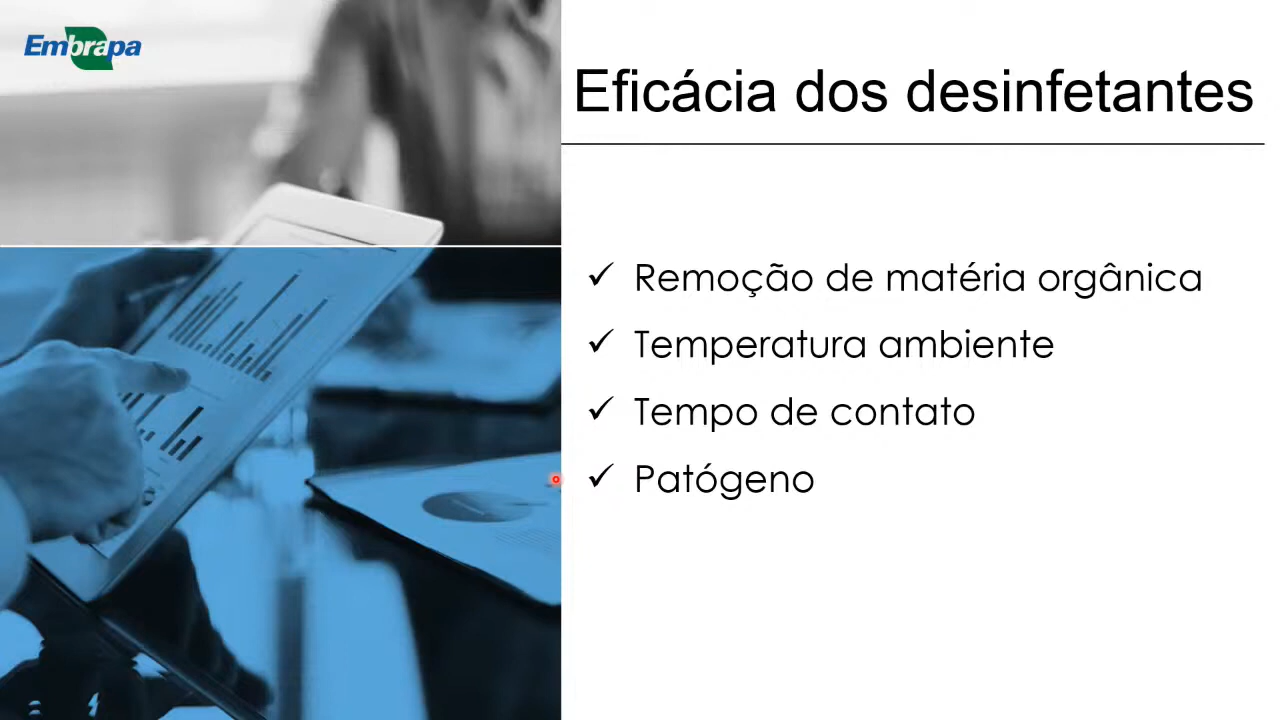 Embrapa
Eficácia dos desinfetantes
✓ Remoção de matéria orgânica
✓ Temperatura ambiente
✓ Tempo de contato
✓ Patógeno